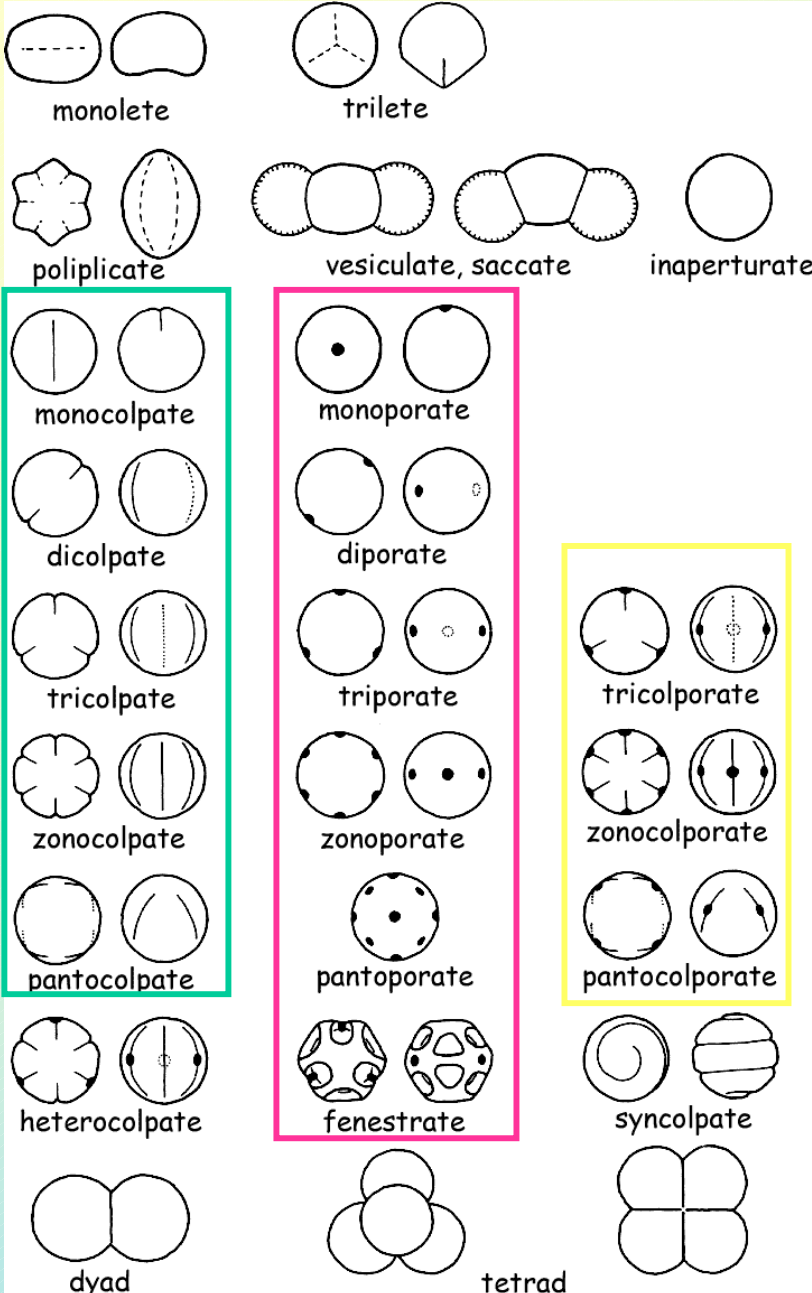 monolete
trilete
poliplicate
vesiculate, saccate
inaperturate
monocolpate
monoporate
dicolpate
diporate
tricolpate
triporate
tricolporate
zonocolpate
zonoporate
zonocolporate
pantocolpate
pantoporate
pantocolporate
heterocolpate
fenestrate
syncolpate
dyad
tetrad